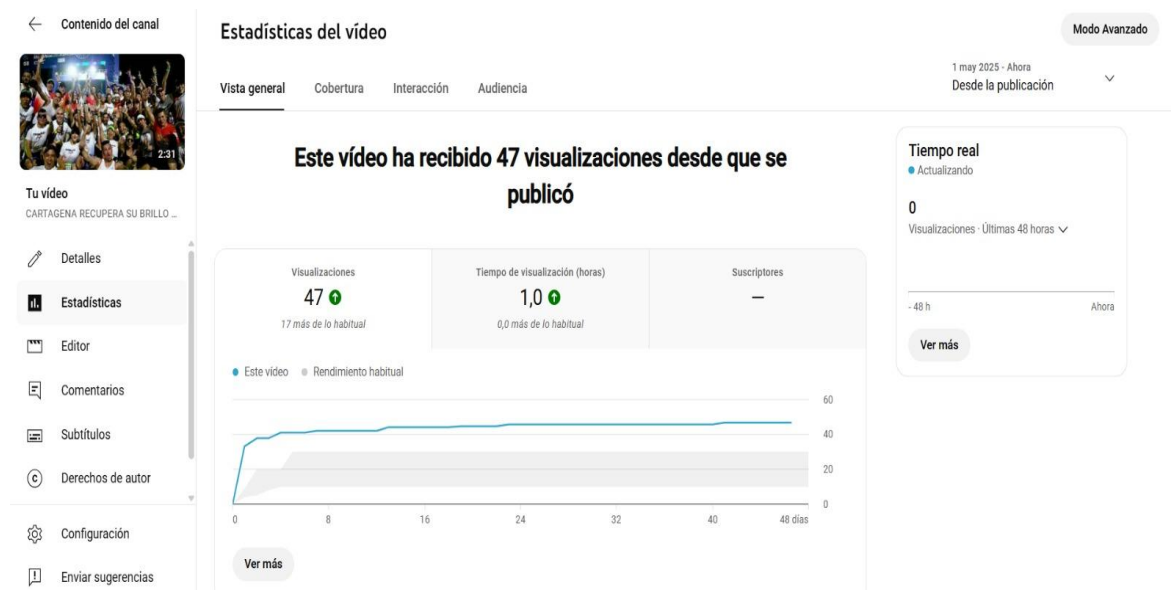 Contenido del canal
2:31
Tu vídeo
CARTAGENA RECUPERA SU BRILLO ...
Detalles
Estadísticas
Editor
Comentarios
Subtítulos
Derechos de autor
Configuración
Enviar sugerencias
Estadísticas del vídeo
Modo Avanzado
Vista general
Cobertura
Interacción
Audiencia
1 may 2025 - Ahora
Desde la publicación
Este vídeo ha recibido 47 visualizaciones desde que se
publicó
Visualizaciones
47
17 más de lo habitual
Tiempo de visualización (horas)
1,0
0,0 más de lo habitual
Suscriptores
—
Este vídeo
Rendimiento habitual
60
40
20
0
0 8 16 24 32 40 48 días
Ver más
Tiempo real
Actualizando
0
Visualizaciones · Últimas 48 horas
- 48 h
Ahora
Ver más